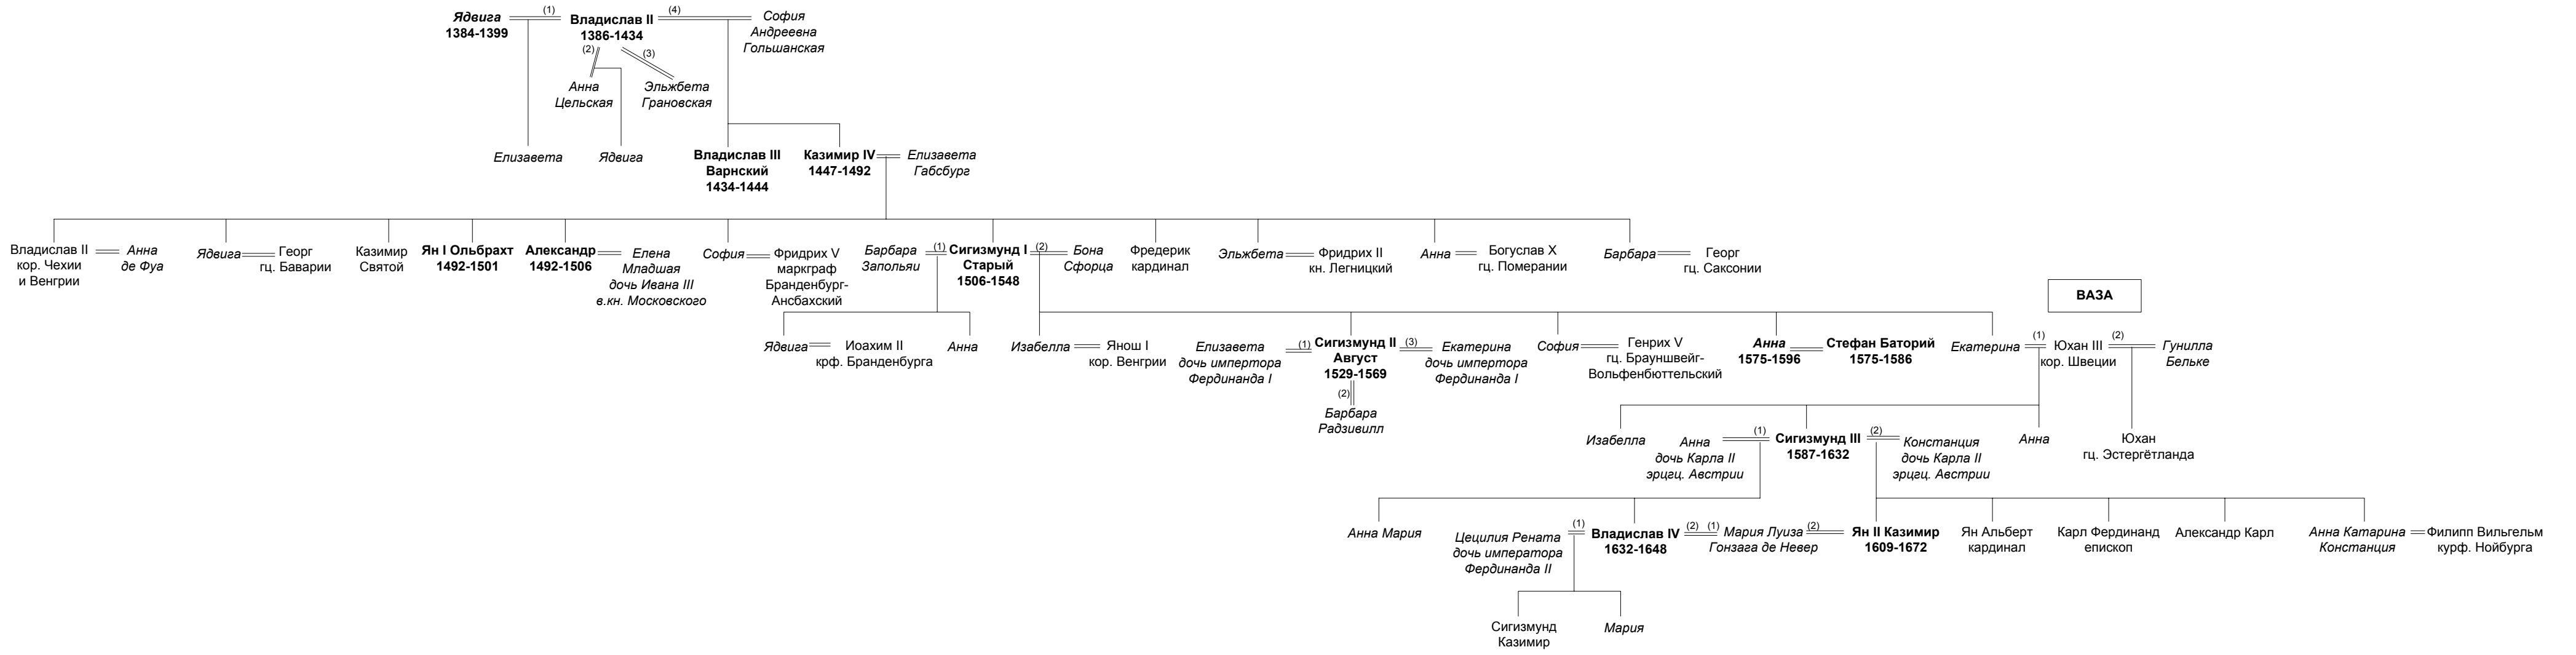 Ядвига
1384-1399
(1)
Владислав II
1386-1434
(4)
София
Андреевна
Гольшанская
(2)
(3)
Анна
Цельская
Эльжбета
Грановская
Елизавета
Ядвига
Владислав III
Варнский
1434-1444
Казимир IV
1447-1492
Елизавета
Габсбург
Владислав II
кор. Чехии
и Венгрии
Анна
де Фуа
Ядвига
Георг
гц. Баварии
Казимир
Святой
Ян I Ольбрахт
1492-1501
Александр
1492-1506
Елена
Младшая
дочь Ивана III
в.кн. Московского
София
Фридрих V
маркграф
Бранденбург-
Ансбахский
Барбара
Запольяи
(1)
Сигизмунд I
Старый
1506-1548
(2)
Бона
Сфорца
Фредерик
кардинал
Эльжбета
Фридрих II
кн. Легницкий
Анна
Богуслав X
гц. Померании
Барбара
Георг
гц. Саксонии
ВАЗА
Ядвига
Иоахим II
крф. Бранденбурга
Анна
Изабелла
Янош I
кор. Венгрии
Елизавета
дочь импертора
Фердинанда I
(1)
Сигизмунд II
Август
1529-1569
(3)
Екатерина
дочь импертора
Фердинанда I
(2)
Барбара
Радзивилл
София
Генрих V
гц. Брауншвейг-
Вольфенбюттельский
Анна
1575-1596
Стефан Баторий
1575-1586
Екатерина
(1)
Юхан III
кор. Швеции
(2)
Гунилла
Бельке
Изабелла
Анна
дочь Карла II
эрцгц. Австрии
(1)
Сигизмунд III
1587-1632
(2)
Констанция
дочь Карла II
эрцгц. Австрии
Анна
Юхан
гц. Эстергётланда
Анна Мария
Цецилия Рената
дочь императора
Фердинанда II
(1)
Владислав IV
1632-1648
(2)
(1)
Мария Луиза
Гонзага де Невер
(2)
Ян II Казимир
1609-1672
Ян Альберт
кардинал
Карл Фердинанд
епископ
Александр Карл
Анна Катарина
Констанция
Филипп Вильгельм
курф. Нойбурга
Сигизмунд
Казимир
Мария